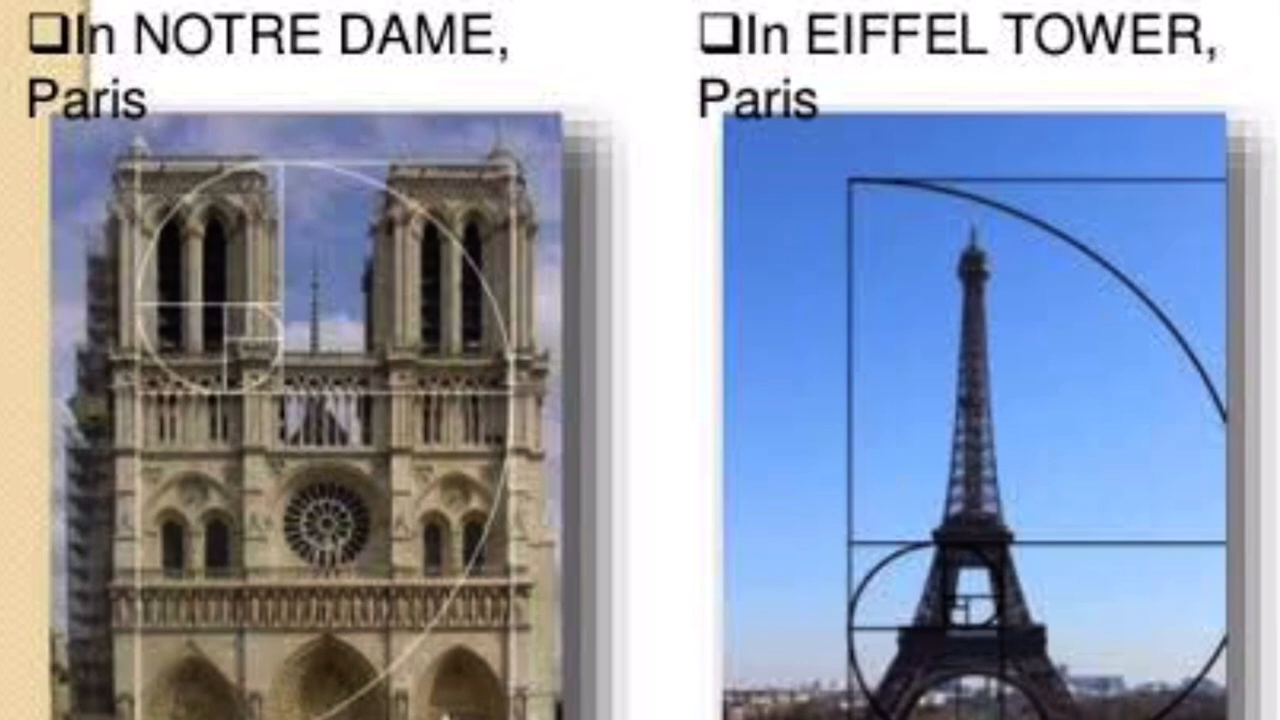 ❑In NOTRE DAME,
Paris
❑In EIFFEL TOWER,
Paris